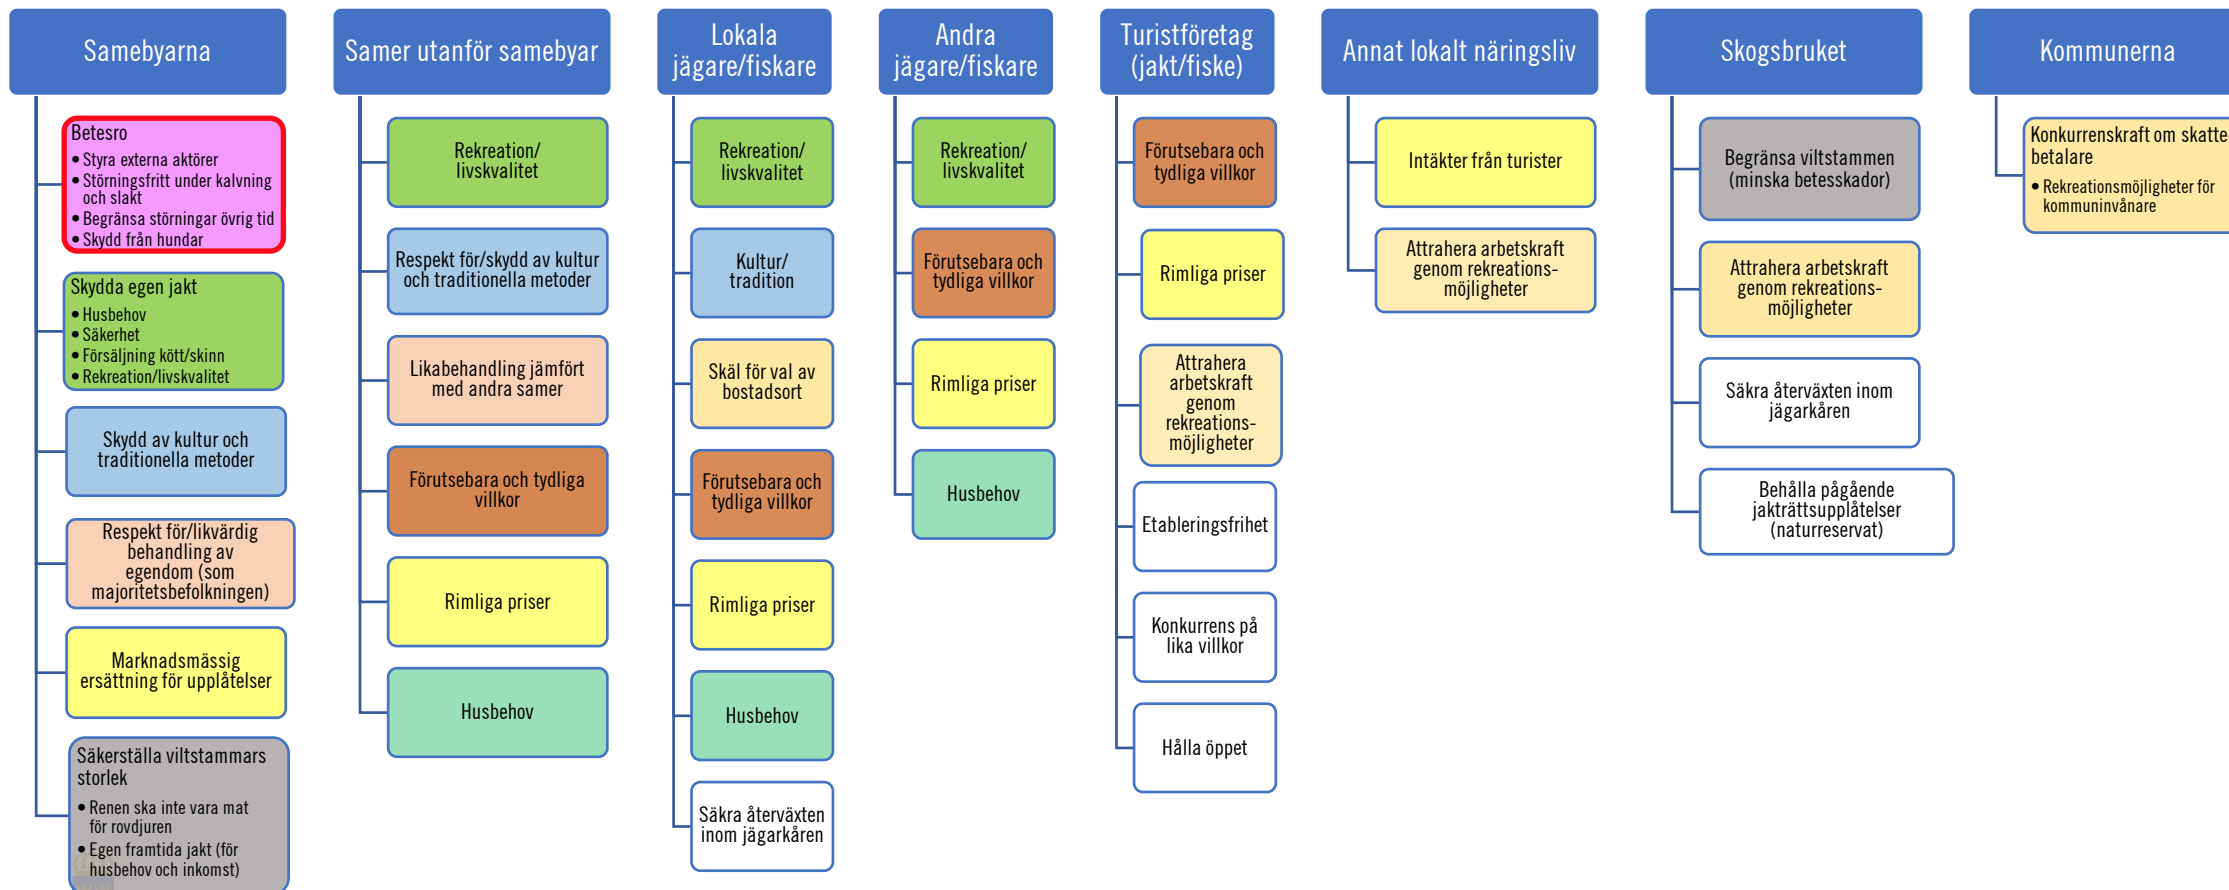 Samebyarna
Betesro
• Styra externa aktörer
• Störningsfritt under kalvning
och slakt
• Begränsa störningar övrig tid
• Skydd från hundar
Skydda egen jakt
• Husbehov
• Säkerhet
• Försäljning kött/skinn
• Rekreation/livskvalitet
Skydd av kultur och
traditionella metoder
Respekt för/likvärdig
behandling av
egendom (som
majoritetsbefolkningen)
Marknadsmässig
ersättning för upplåtelser
Säkerställa viltstammars
storlek
• Renen ska inte vara mat
för rovdjuren
• Egen framtida jakt (för
husbehov och inkomst)
Samer utanför samebyar
Rekreation/
livskvalitet
Respekt för/skydd av kultur
och traditionella metoder
Likabehandling jämfört
med andra samer
Förutsebara och tydliga
villkor
Rimliga priser
Husbehov
Lokala
jägare/fiskare
Rekreation/
livskvalitet
Kultur/
tradition
Skäl för val av
bostadsort
Förutsebara och
tydliga villkor
Rimliga priser
Husbehov
Säkra återväxten
inom jägarkåren
Andra
jägare/fiskare
Rekreation/
livskvalitet
Förutsebara och
tydliga villkor
Rimliga priser
Husbehov
Turistföretag
(jakt/fiske)
Förutsebara och
tydliga villkor
Rimliga priser
Attrahera
arbetskraft
genom
rekreations-
möjligheter
Etableringsfrihet
Konkurrens på
lika villkor
Hålla öppet
Annat lokalt näringsliv
Intäkter från turister
Attrahera arbetskraft
genom rekreations-
möjligheter
Skogsbruket
Begränsa viltstammen
(minska betesskador)
Attrahera arbetskraft
genom rekreations-
möjligheter
Säkra återväxten inom
jägarkåren
Behålla pågående
jakträttsupplåtelser
(naturreservat)
Kommunerna
Konkurrenskraft om skatte-
betalare
• Rekreationsmöjligheter för
kommuninvånare